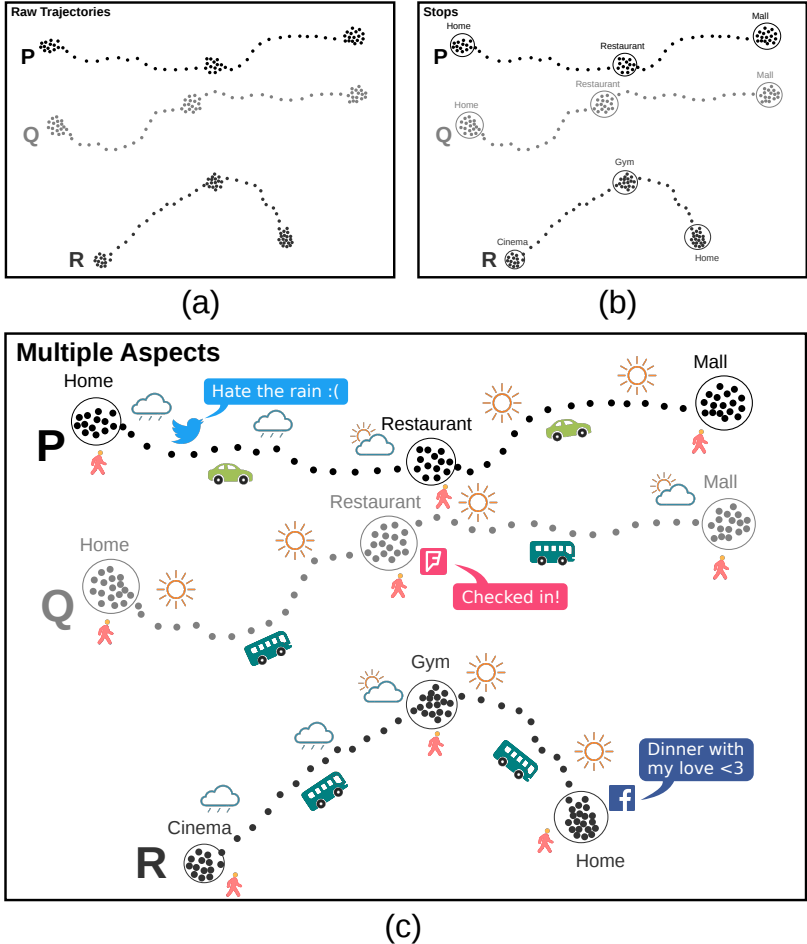 Raw Trajectories
P
Q
R
(a)
Stops
Home
Restaurant
Mall
P
Home
Restaurant
Mall
Q
Gym
Cinema
R
Home
(b)
Multiple Aspects
Home
Hate the rain :(
Restaurant
Mall
P
Home
Restaurant
Mall
Checked in!
Q
Gym
Dinner with
my love <3
Cinema
R
Home
(c)